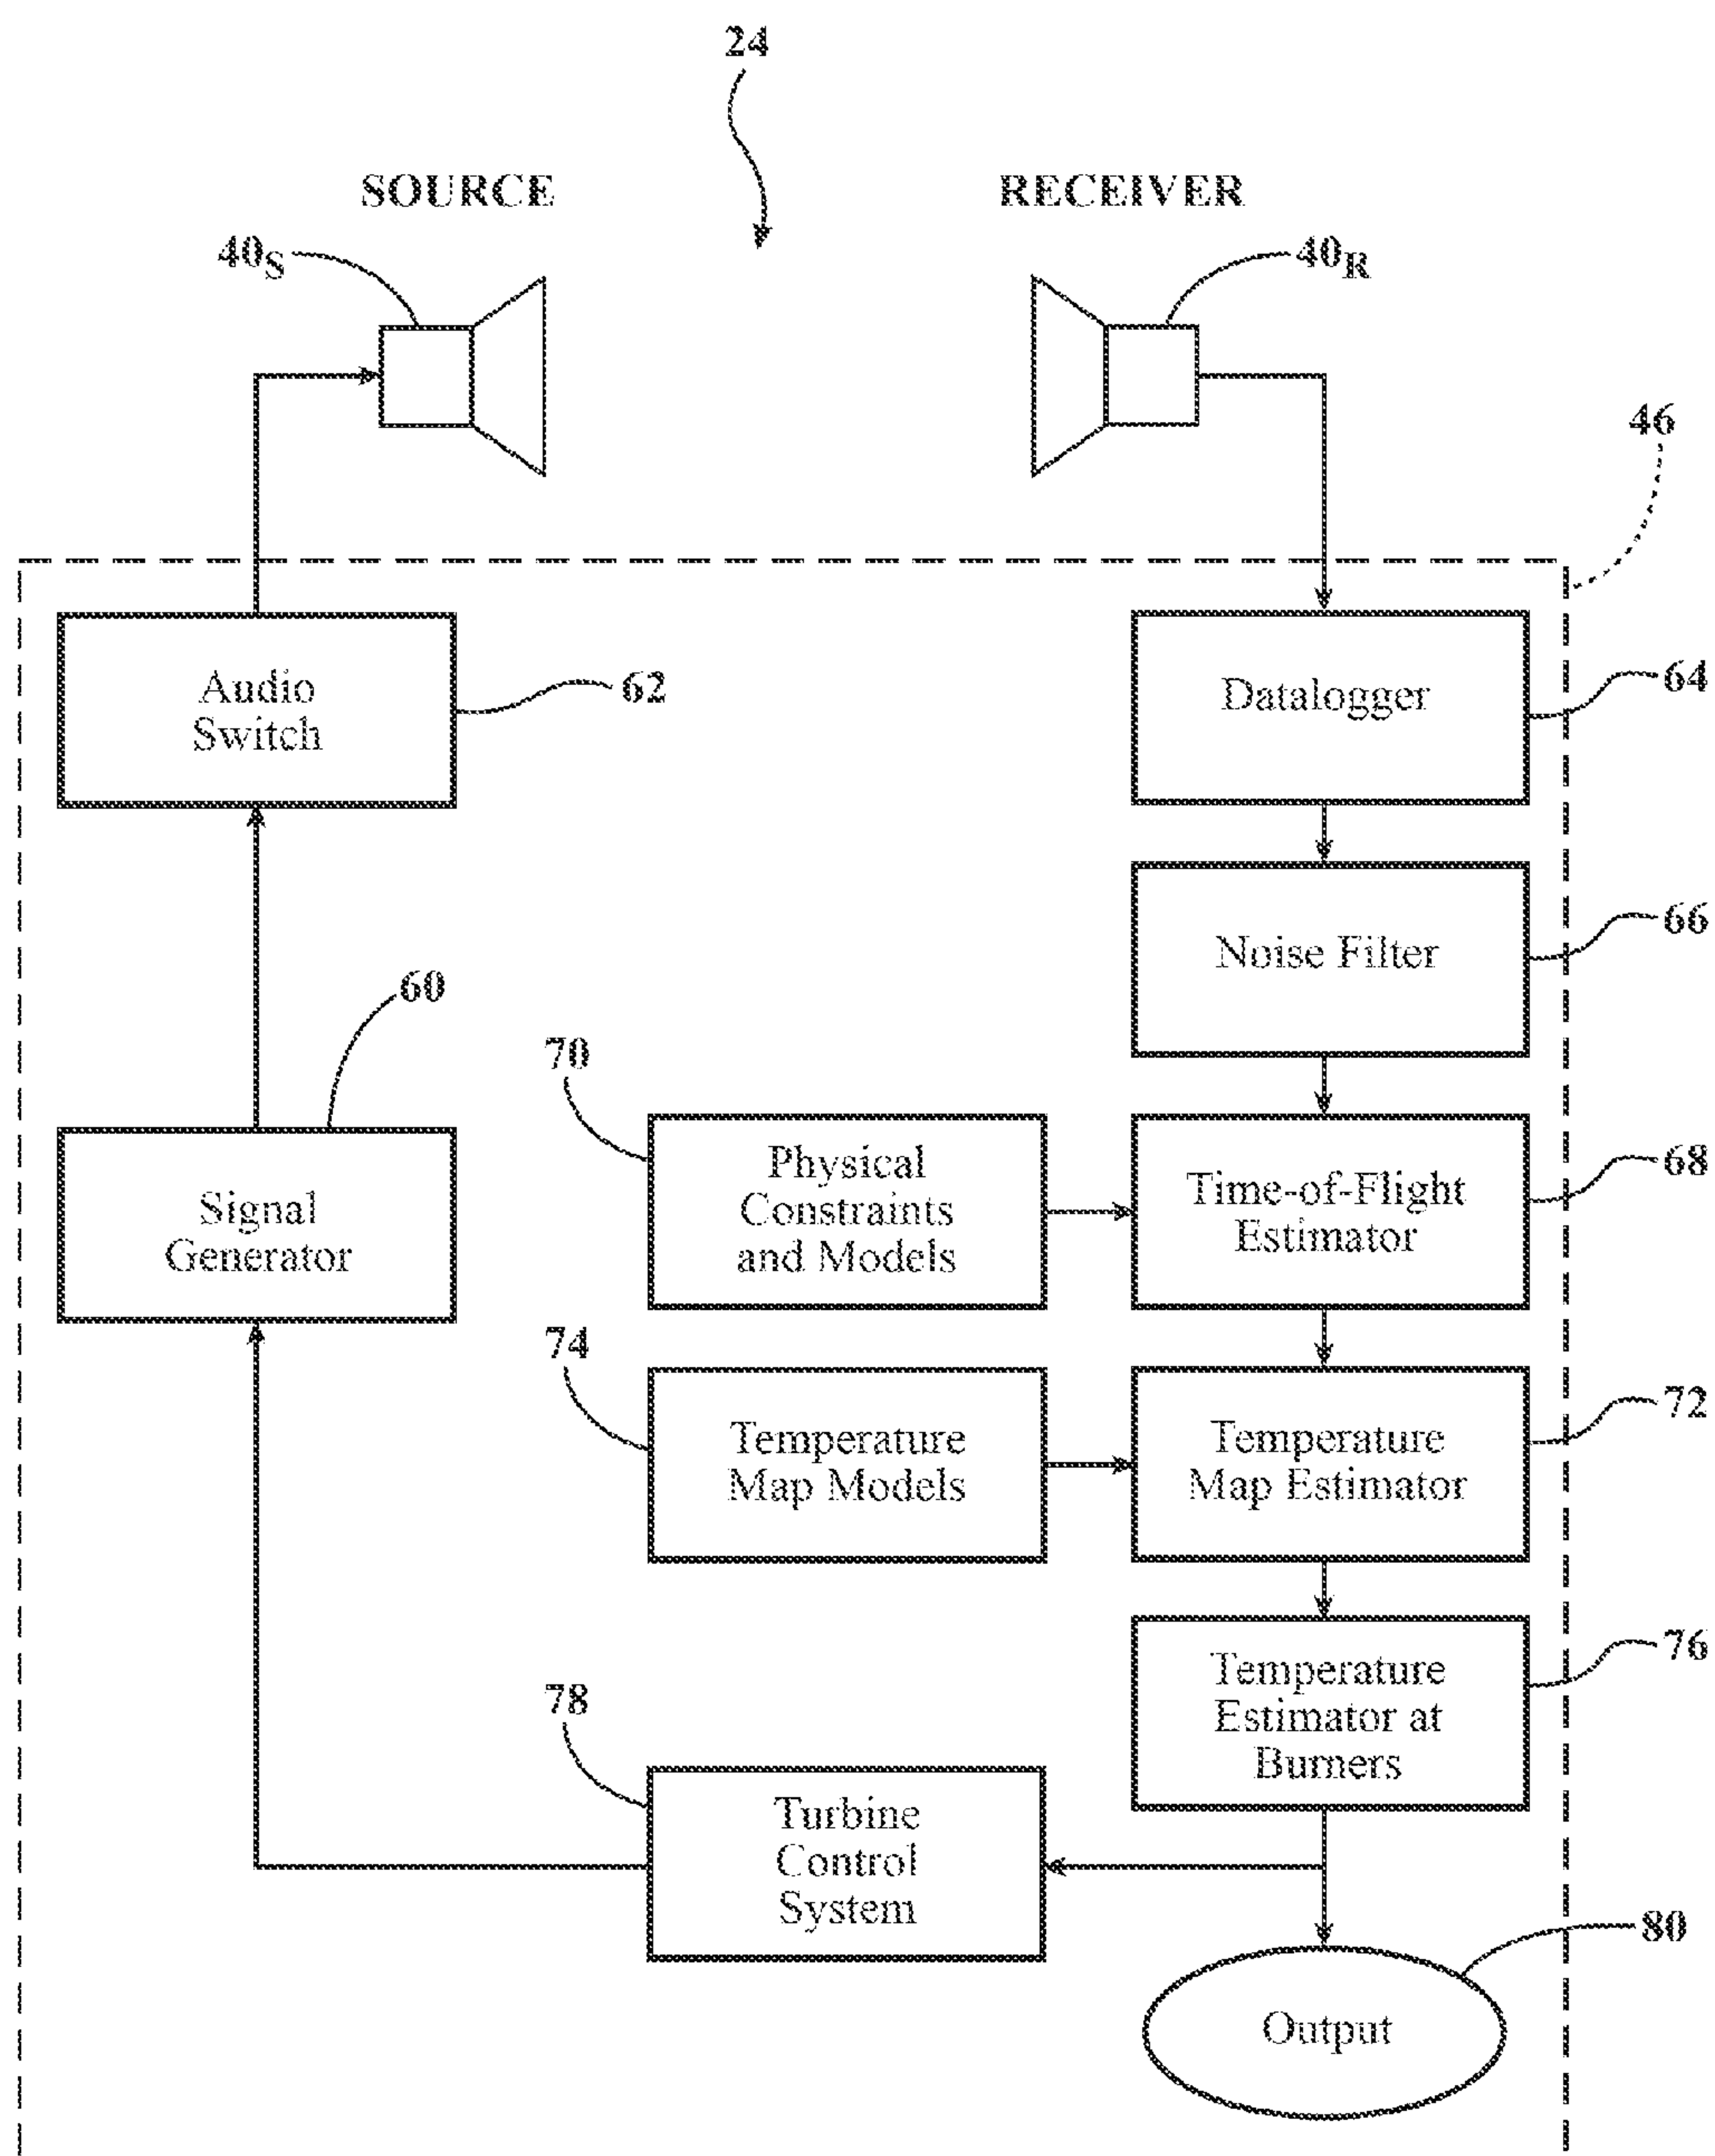 24
SOURCE
RECEIVER
40S
40R
46
Audio
Switch
62
Datalogger
64
Noise Filter
66
60
Signal
Generator
70
Physical
Constraints
and Models
Time-of-Flight
Estimator
68
74
Temperature
Map Models
Temperature
Map Estimator
72
Temperature
Estimator at
Burners
76
78
Turbine
Control
System
80
Output